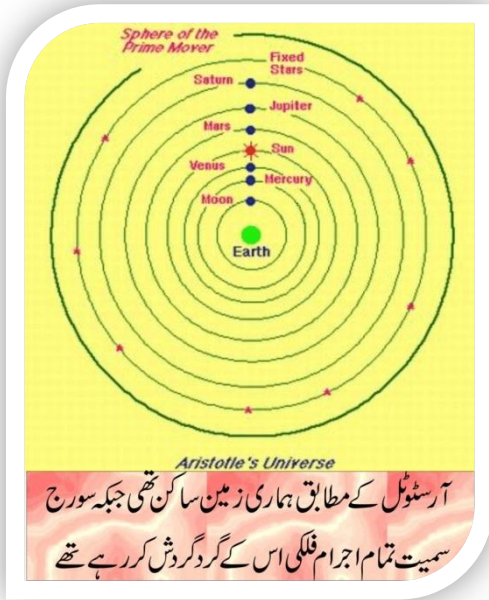 Sphere of the
Prime Mover
Fixed
Stars
Saturn
Jupiter
Mars
Sun
Venus
Mercury
Moon
Earth
Aristotle's Universe
آرسٹوٹل کے مطابق ہماری زمین ساکن تھی جبکہ سورج
سمیت تمام اجرام فلکی اس کے گرد گردش کر رہے تھے